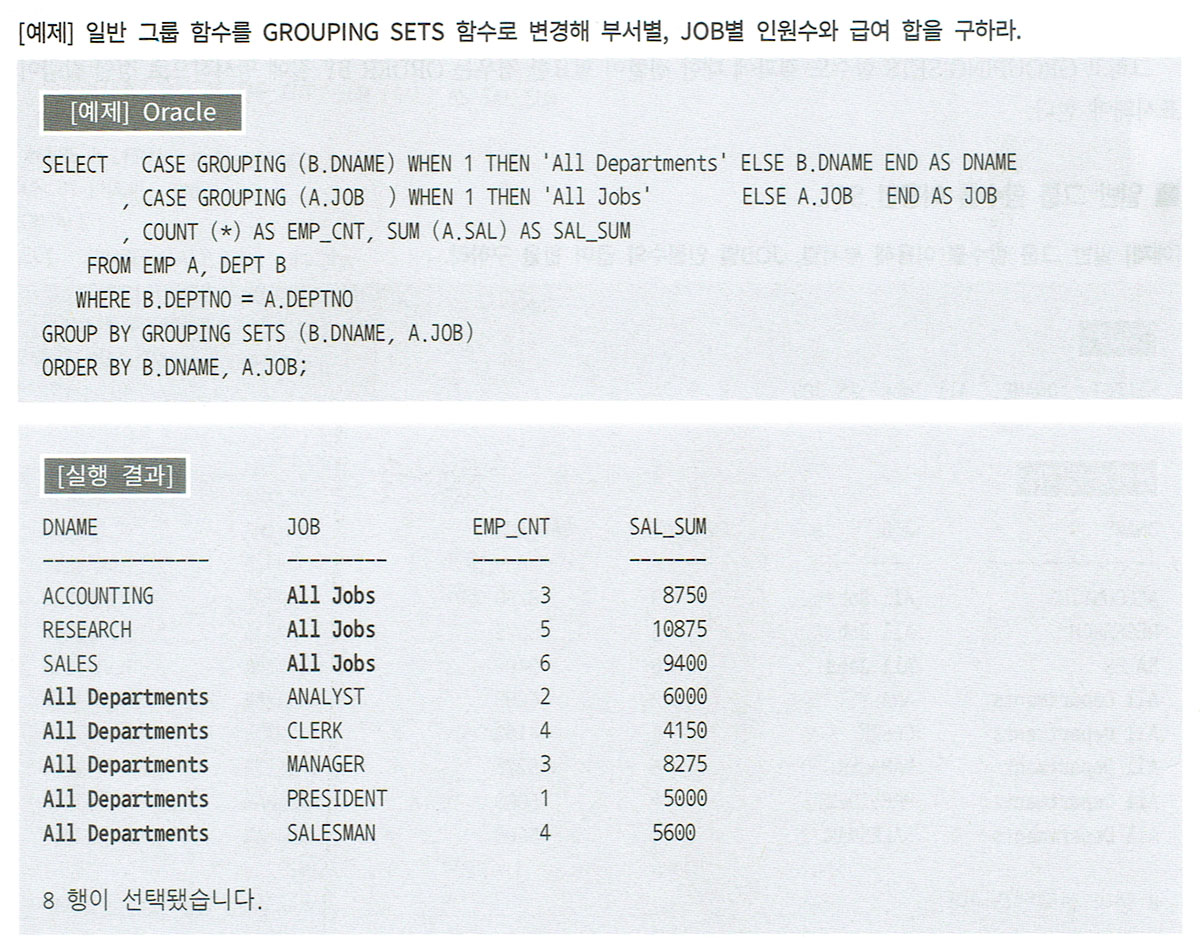 [예제] 일반 그룹 함수를 GROUPING SETS 함수로 변경해 부서별, JOB별 인원수와 급여 합을 구하라.
[예제] Oracle
SELECT CASE GROUPING (B.DNAME) WHEN 1 THEN 'All Departments' ELSE B.DNAME END AS DNAME
, CASE GROUPING (A.JOB ) WHEN 1 THEN 'All Jobs' ELSE A.JOB END AS JOB
, COUNT (*) AS EMP_CNT, SUM (A.SAL) AS SAL_SUM
FROM EMP A, DEPT B
WHERE B.DEPTNO = A.DEPTNO
GROUP BY GROUPING SETS (B.DNAME, A.JOB)
ORDER BY B.DNAME, A.JOB;
[실행 결과]
DNAME JOB EMP_CNT SAL_SUM
--------------- --------- ------- -------
ACCOUNTING All Jobs 3 8750
RESEARCH All Jobs 5 10875
SALES All Jobs 6 9400
All Departments ANALYST 2 6000
All Departments CLERK 4 4150
All Departments MANAGER 3 8275
All Departments PRESIDENT 1 5000
All Departments SALESMAN 4 5600
8 행이 선택됐습니다.